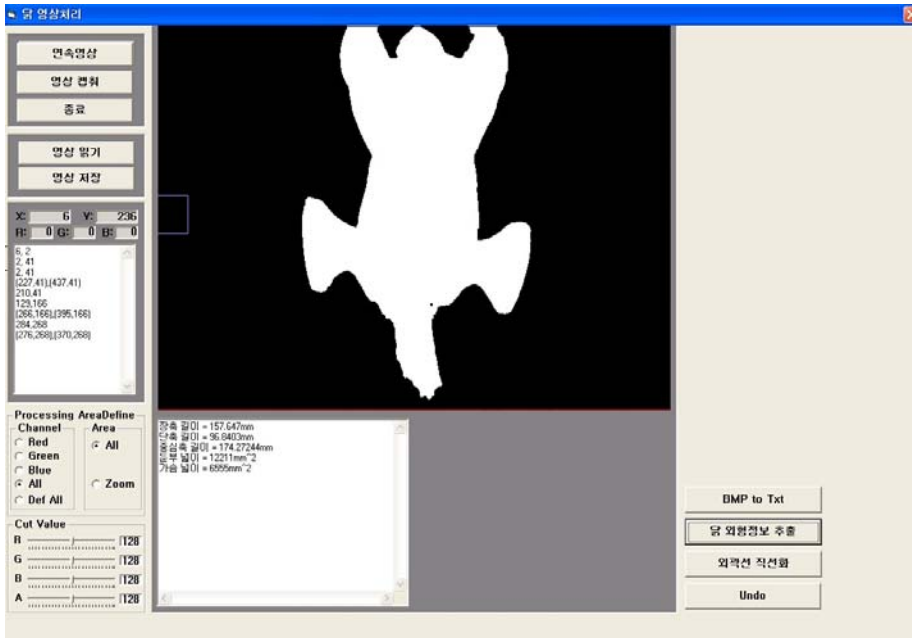 닭 영상처리
연속영상
영상 캡춰
종료
영상 읽기
영상 저장
X: 6 Y: 236
R: 0 G: 0 B: 0
6, 2
2, 41
2, 41
(227,41),(437,41)
210,41
129,166
(266,166),(395,166)
284,268
(276,268),(370,268)
Processing AreaDefine
Channel
Red
Green
Blue
All
Def All
Area
All
Zoom
Cut Value
R 128
G 128
B 128
A 128
장축 길이 = 157.647mm
단축 길이 = 96.8403mm
중심축 길이 = 174.27244mm
넓이 = 12211mm^2
가슴 넓이 = 6555mm^2
BMP to Txt
닭 외형정보 추출
외곽선 직선화
Undo